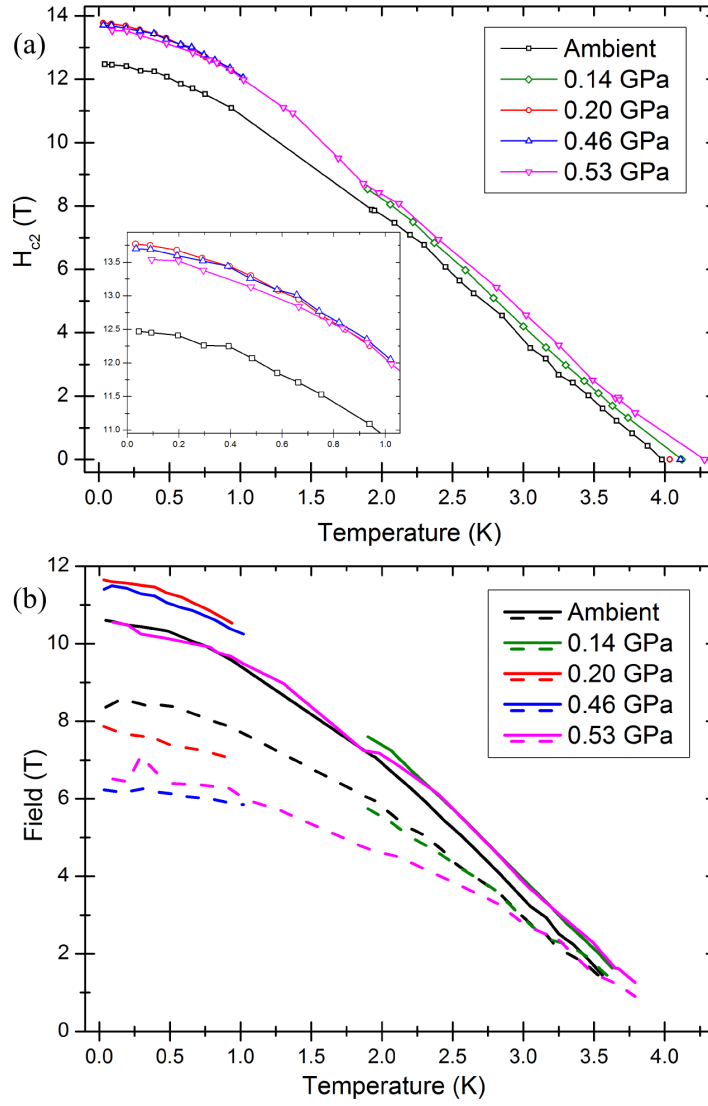 (a)
14
12
10
8
6
4
2
0
H_c2 (T)
Ambient
0.14 GPa
0.20 GPa
0.46 GPa
0.53 GPa
13.5
13.0
12.5
12.0
11.5
11.0
0.0 0.2 0.4 0.6 0.8 1.0
0.0 0.5 1.0 1.5 2.0 2.5 3.0 3.5 4.0
Temperature (K)
(b)
12
10
8
6
4
2
0
Field (T)
Ambient
0.14 GPa
0.20 GPa
0.46 GPa
0.53 GPa
0.0 0.5 1.0 1.5 2.0 2.5 3.0 3.5 4.0
Temperature (K)